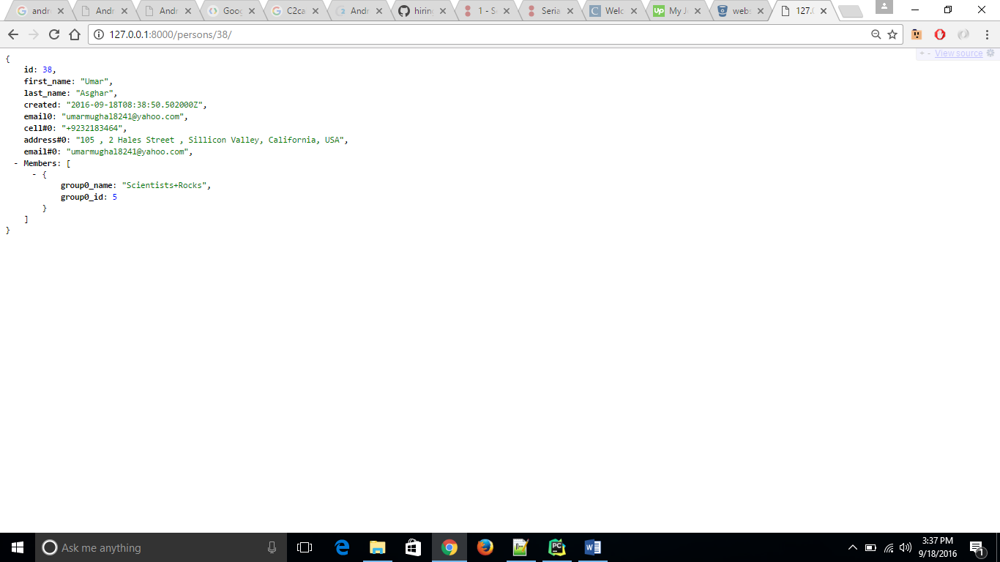 andr Andr Andr Goog C2ca Andr hirin 1 - S Seria Welc My J webs 127.
127.0.0.1:8000/persons/38/
+ - View source
{
id: 38,
first_name: "Umar",
last_name: "Asghar",
created: "2016-09-18T08:38:50.502000Z",
email0: "umarmughal8241@yahoo.com",
cell#0: "+9232183464",
address#0: "105 , 2 Hales Street , Sillicon Valley, California, USA",
email#0: "umarmughal8241@yahoo.com",
- Members: [
- {
group0_name: "Scientists+Rocks",
group0_id: 5
}
]
}
Ask me anything
3:37 PM
9/18/2016